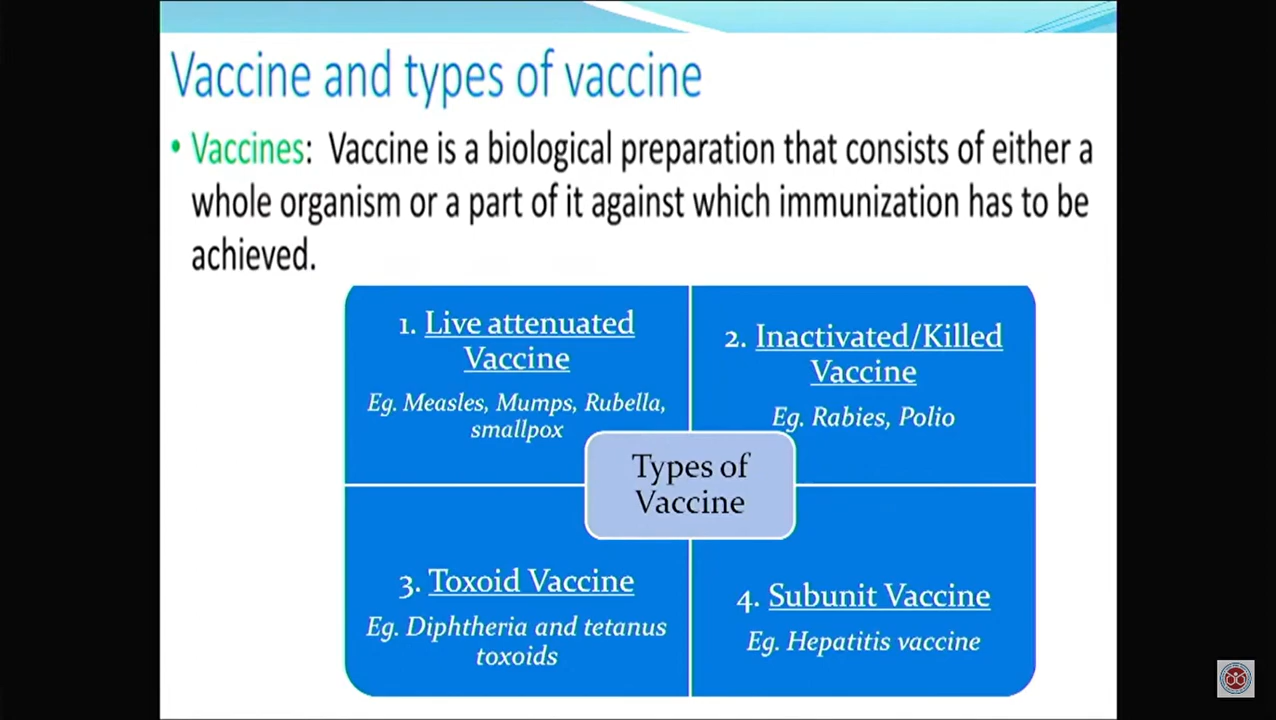 Vaccine and types of vaccine
• Vaccines: Vaccine is a biological preparation that consists of either a
whole organism or a part of it against which immunization has to be
achieved.
1. Live attenuated
Vaccine
Eg. Measles, Mumps, Rubella,
smallpox
2. Inactivated/Killed
Vaccine
Eg. Rabies, Polio
Types of
Vaccine
3. Toxoid Vaccine
Eg. Diphtheria and tetanus
toxoids
4. Subunit Vaccine
Eg. Hepatitis vaccine